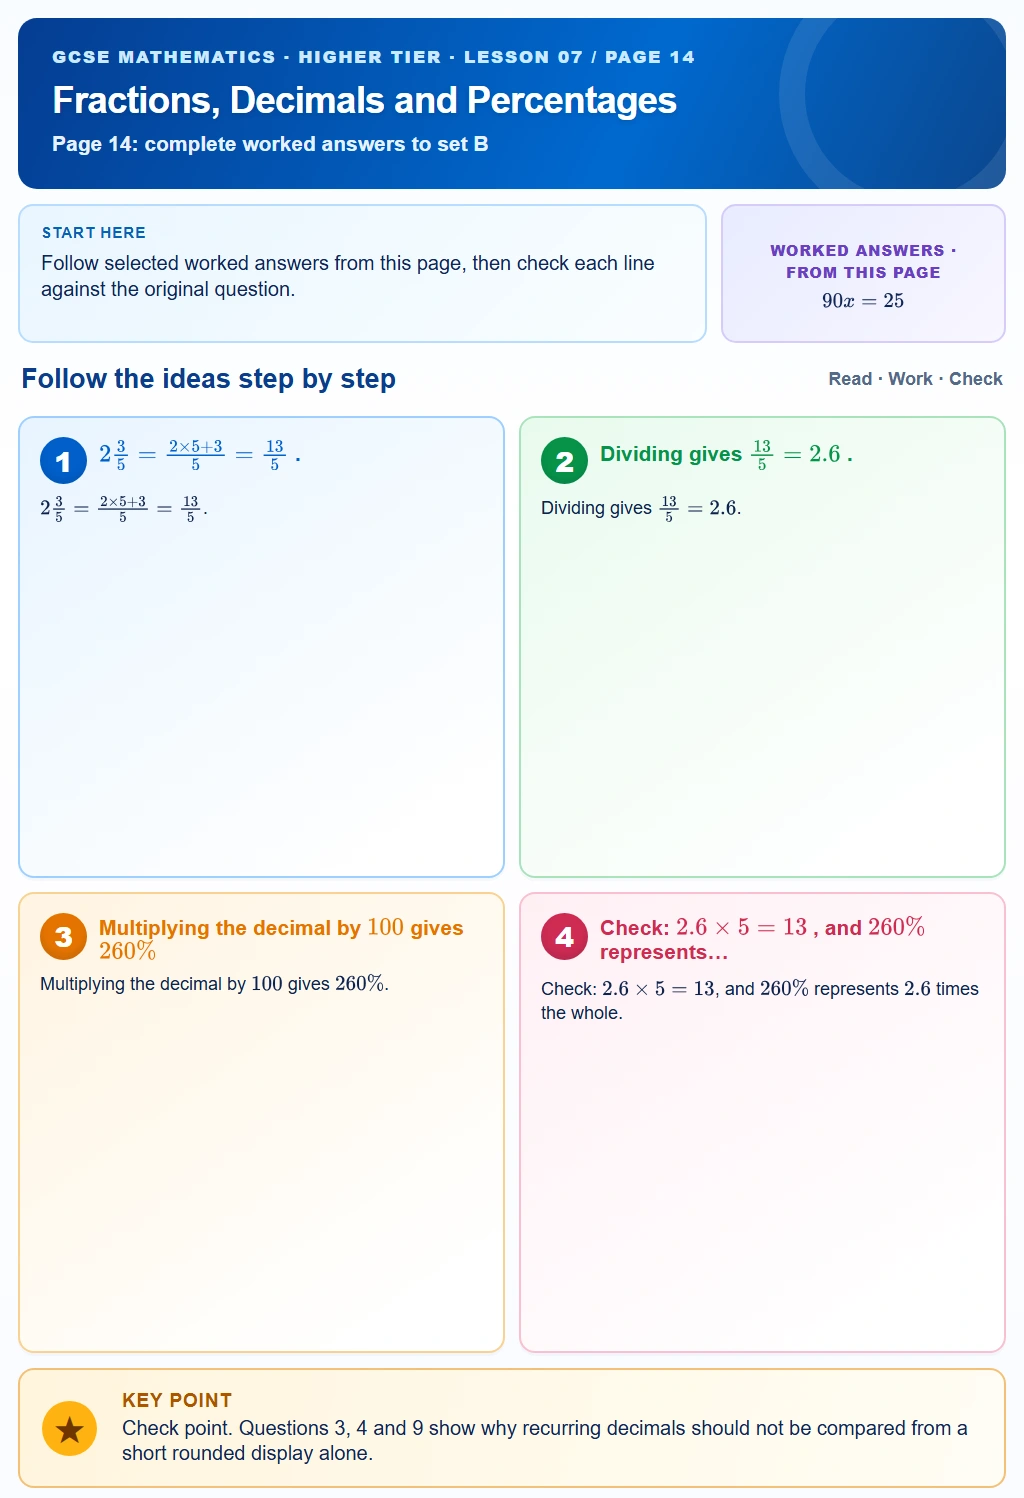 GCSE MATHEMATICS · HIGHER TIER · LESSON 07 / PAGE 14
Fractions, Decimals and Percentages
Page 14: complete worked answers to set B
START HERE
Follow selected worked answers from this page, then check each line
against the original question.
WORKED ANSWERS ·
FROM THIS PAGE
90x = 25
Follow the ideas step by step
Read · Work · Check
1
2 3/5 = (2×5+3)/5 = 13/5 .
2 3/5 = (2×5+3)/5 = 13/5.
2
Dividing gives 13/5 = 2.6 .
Dividing gives 13/5 = 2.6.
3
Multiplying the decimal by 100 gives
260%
Multiplying the decimal by 100 gives 260%.
4
Check: 2.6 × 5 = 13 , and 260%
represents…
Check: 2.6 × 5 = 13, and 260% represents 2.6 times
the whole.
KEY POINT
Check point. Questions 3, 4 and 9 show why recurring decimals should not be compared from a
short rounded display alone.